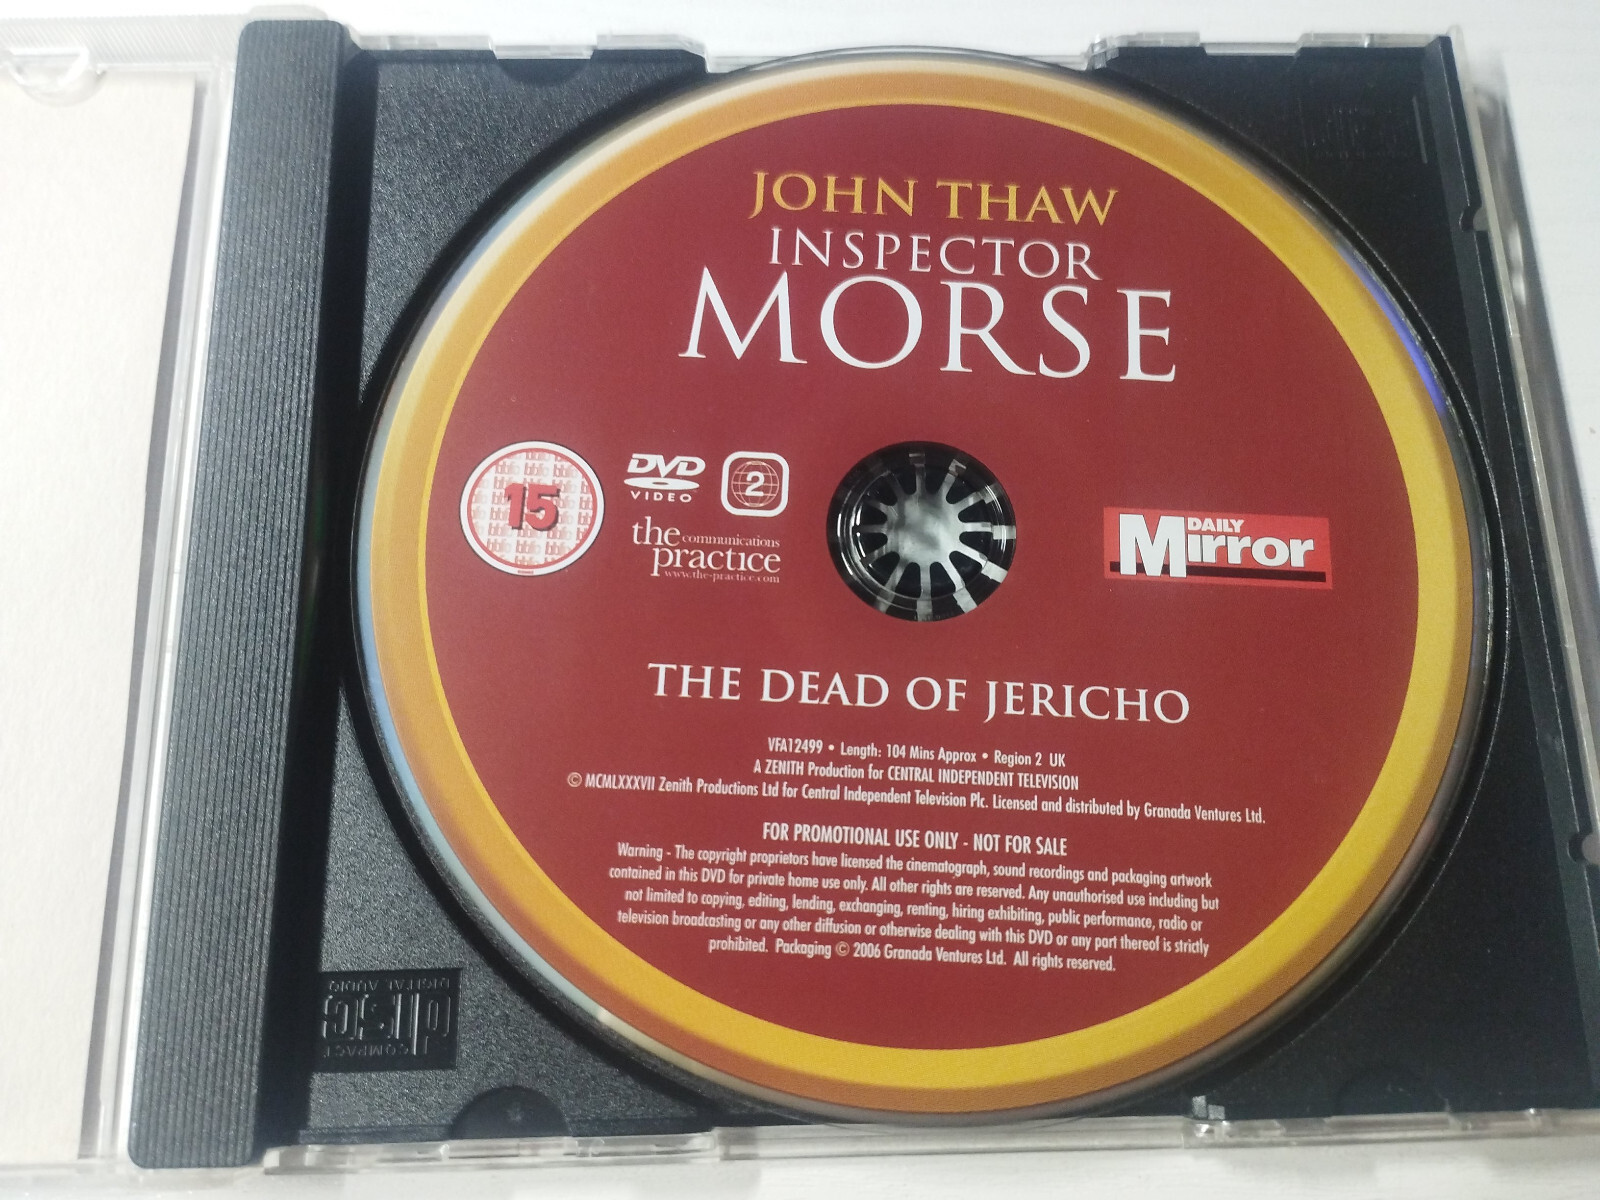 JOHN THAW
INSPECTOR
MORSE
15
DVD
VIDEO
2
the communications
practice
www.the-practice.com
DAILY
Mirror
THE DEAD OF JERICHO
VFA12499 • Length: 104 Mins Approx • Region 2 UK
A ZENITH Production for CENTRAL INDEPENDENT TELEVISION
© MCMLXXXVII Zenith Productions Ltd for Central Independent Television Plc. Licensed and distributed by Granada Ventures Ltd.
FOR PROMOTIONAL USE ONLY - NOT FOR SALE
Warning - The copyright proprietors have licensed the cinematograph, sound recordings and packaging artwork
contained in this DVD for private home use only. All other rights are reserved. Any unauthorised use including but
not limited to copying, editing, lending, exchanging, renting, hiring exhibiting, public performance, radio or
television broadcasting or any other diffusion or otherwise dealing with this DVD or any part thereof is strictly
prohibited. Packaging © 2006 Granada Ventures Ltd. All rights reserved.
COMPACT
disc
DIGITAL AUDIO